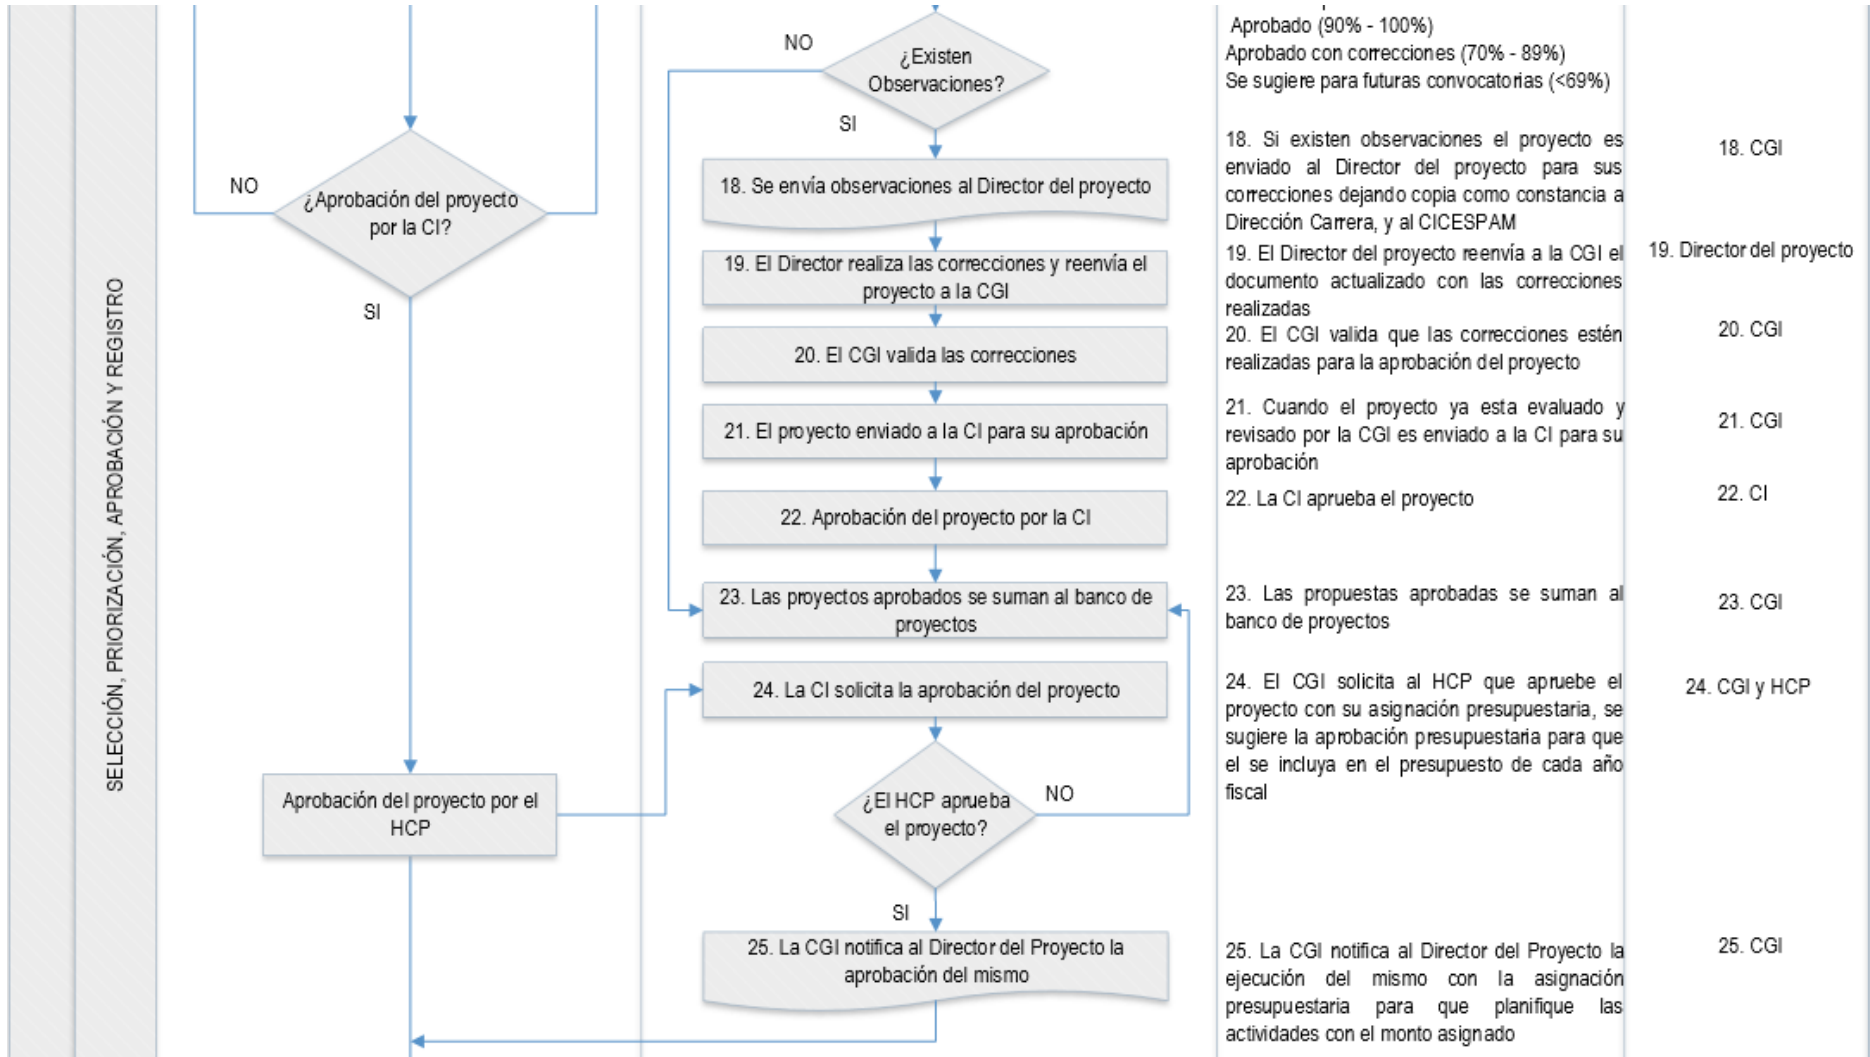 SELECCIÓN, PRIORIZACIÓN, APROBACIÓN Y REGISTRO
NO
¿Aprobación del proyecto
por la CI?
SI
Aprobación del proyecto por el
HCP
NO
¿Existen
Observaciones?
SI
18. Se envía observaciones al Director del proyecto
19. El Director realiza las correcciones y reenvía el
proyecto a la CGI
20. El CGI valida las correcciones
21. El proyecto enviado a la CI para su aprobación
22. Aprobación del proyecto por la CI
23. Las proyectos aprobados se suman al banco de
proyectos
24. La CI solicita la aprobación del proyecto
¿El HCP aprueba
el proyecto?
NO
SI
25. La CGI notifica al Director del Proyecto la
aprobación del mismo
Aprobado (90% - 100%)
Aprobado con correcciones (70% - 89%)
Se sugiere para futuras convocatorias (<69%)
18. Si existen observaciones el proyecto es
enviado al Director del proyecto para sus
correcciones dejando copia como constancia a
Dirección Carrera, y al CICESPAM
19. El Director del proyecto reenvía a la CGI el
documento actualizado con las correcciones
realizadas
20. El CGI valida que las correcciones estén
realizadas para la aprobación del proyecto
21. Cuando el proyecto ya esta evaluado y
revisado por la CGI es enviado a la CI para su
aprobación
22. La CI aprueba el proyecto
23. Las propuestas aprobadas se suman al
banco de proyectos
24. El CGI solicita al HCP que apruebe el
proyecto con su asignación presupuestaria, se
sugiere la aprobación presupuestaria para que
el se incluya en el presupuesto de cada año
fiscal
25. La CGI notifica al Director del Proyecto la
ejecución del mismo con la asignación
presupuestaria para que planifique las
actividades con el monto asignado
18. CGI
19. Director del proyecto
20. CGI
21. CGI
22. CI
23. CGI
24. CGI y HCP
25. CGI